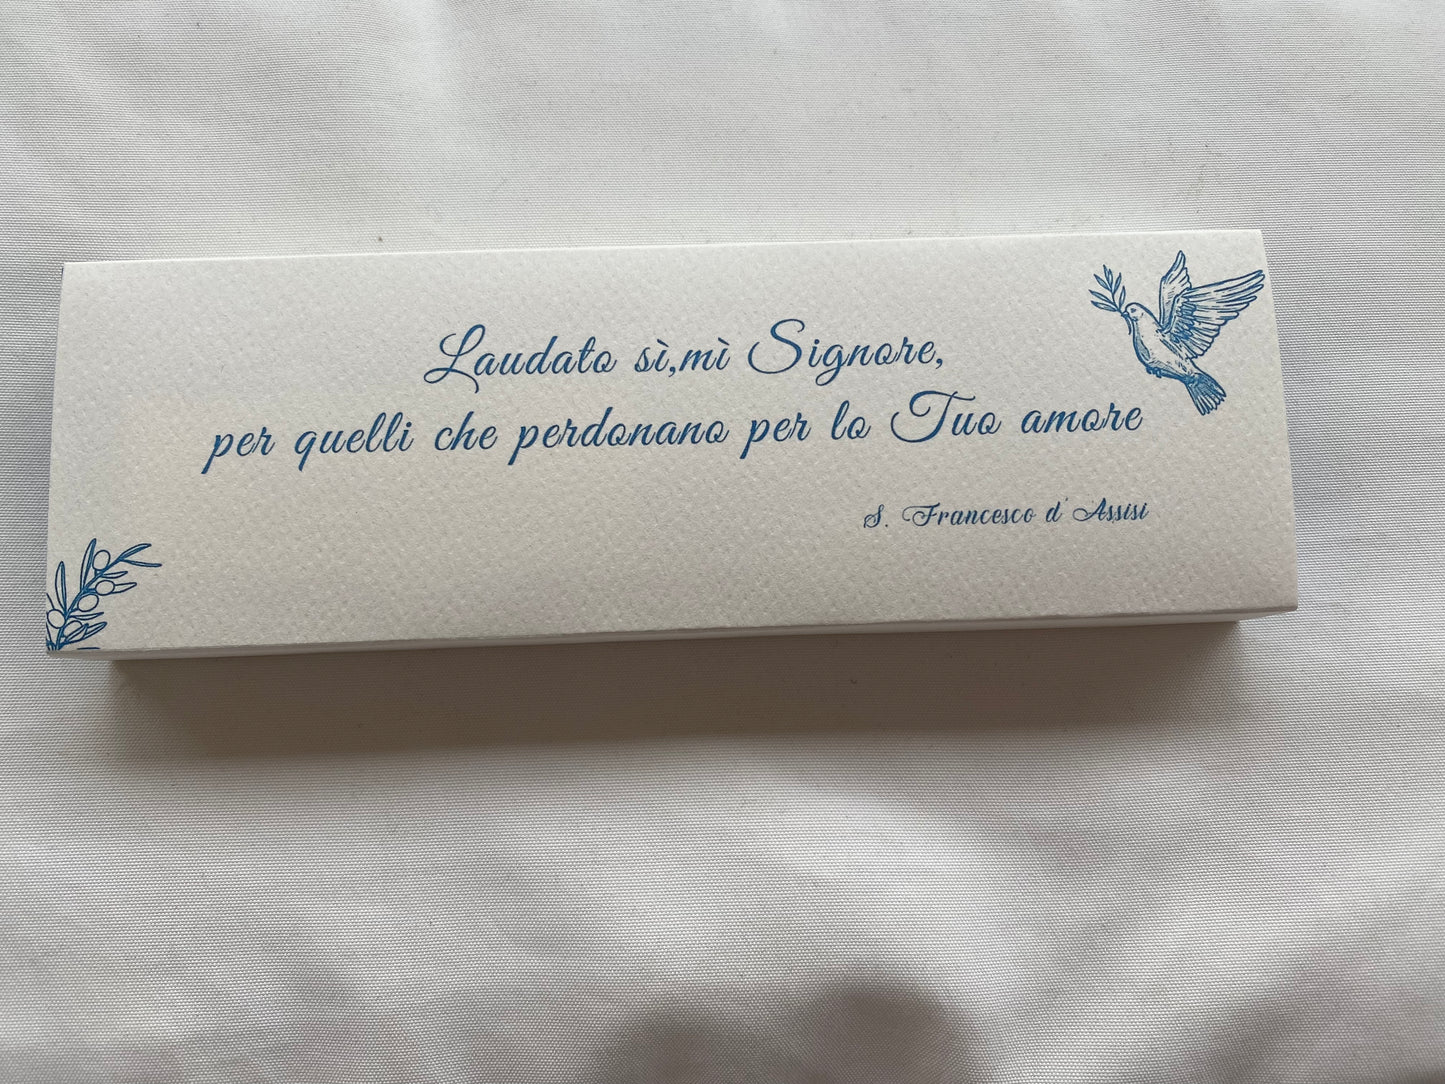 Laudato sì,mì Signore,
per quelli che perdonano per lo Tuo amore
S. Francesco d' Assisi